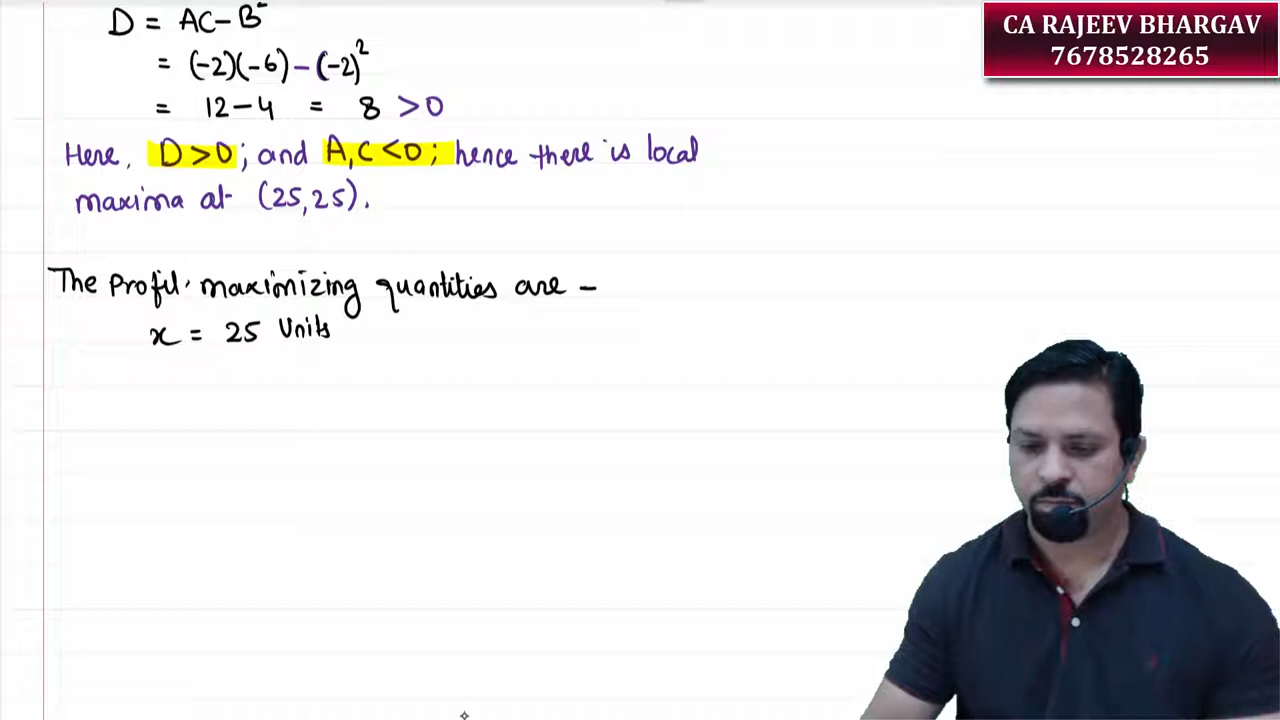 D = AC - B²
= (-2)(-6) - (-2)²
= 12 - 4 = 8 > 0
Here, D > 0; and A, C < 0; hence there is local
maxima at (25,25).
The Profit maximizing quantities are -
x = 25 Units
CA RAJEEV BHARGAV
7678528265